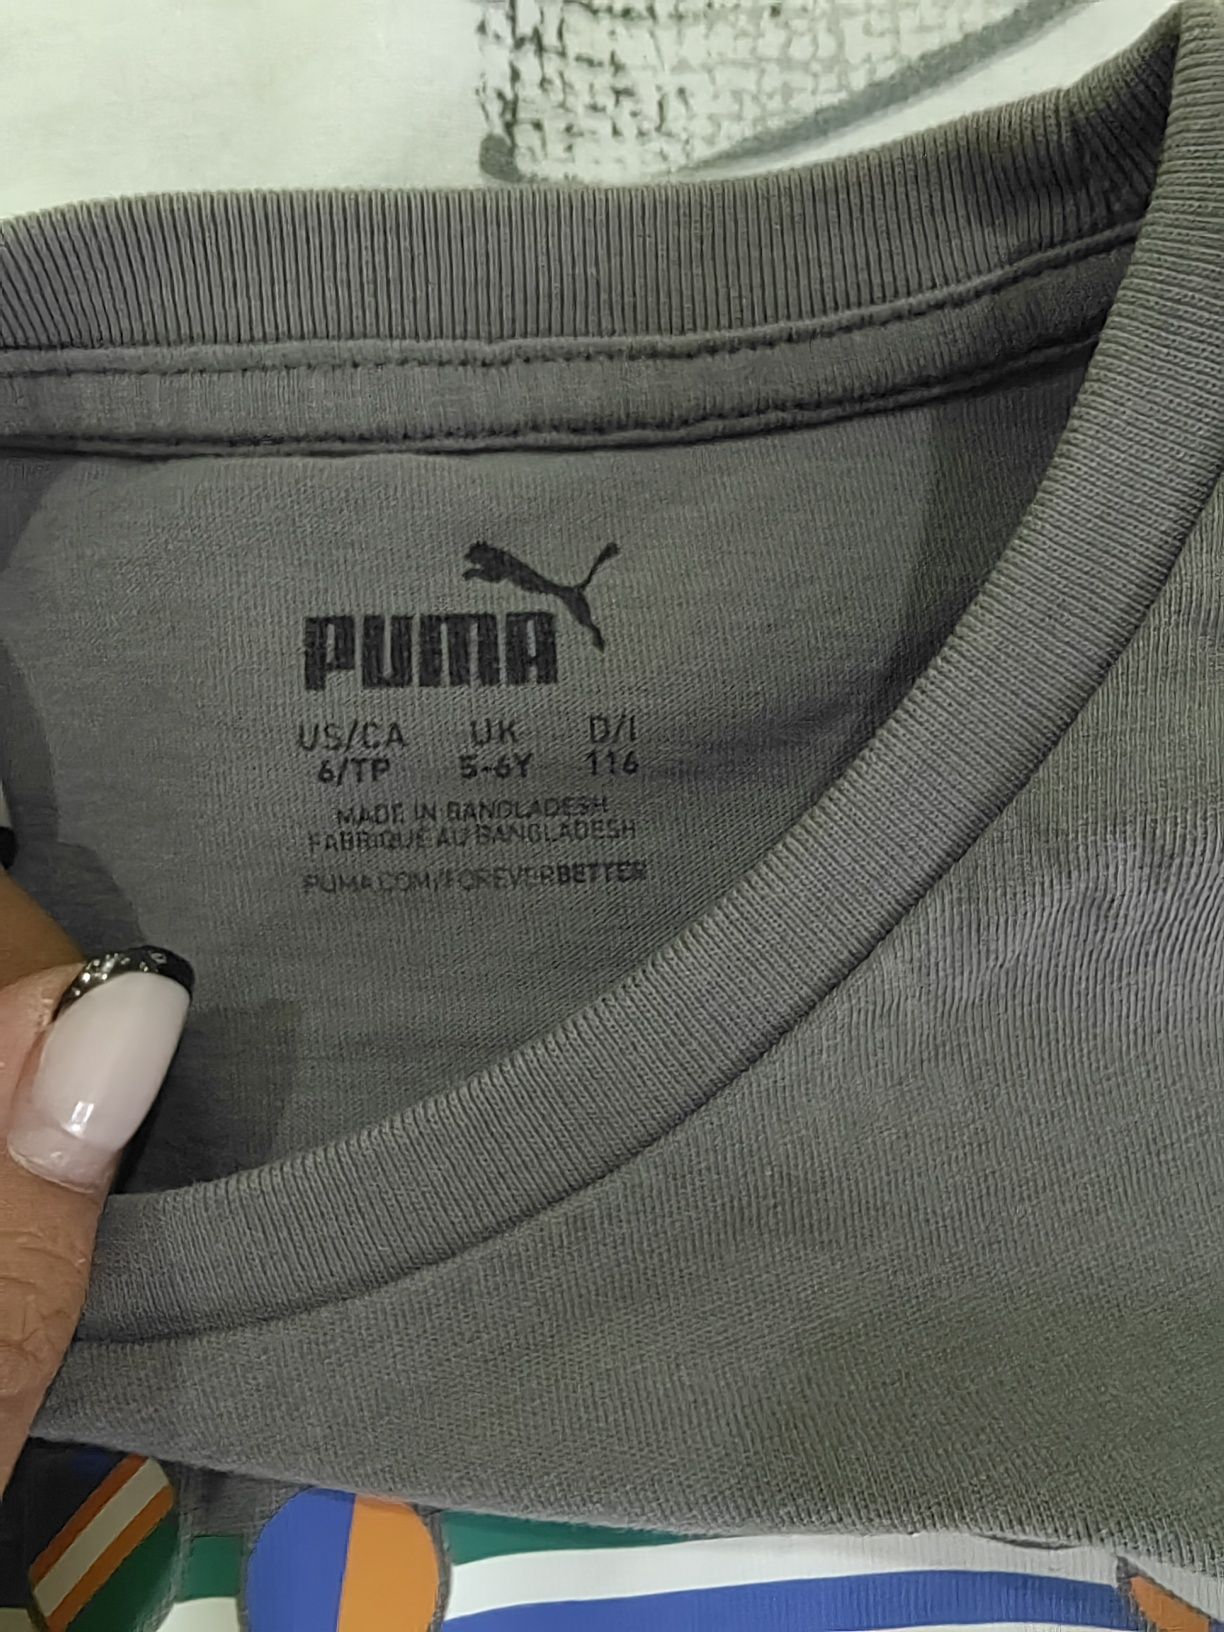 PUMA
US/CA UK D/I
6/TP 5-6Y 116
MADE IN BANGLADESH
FABRIQUÉ AU BANGLADESH
PUMA.COM/FOREVERBETTER